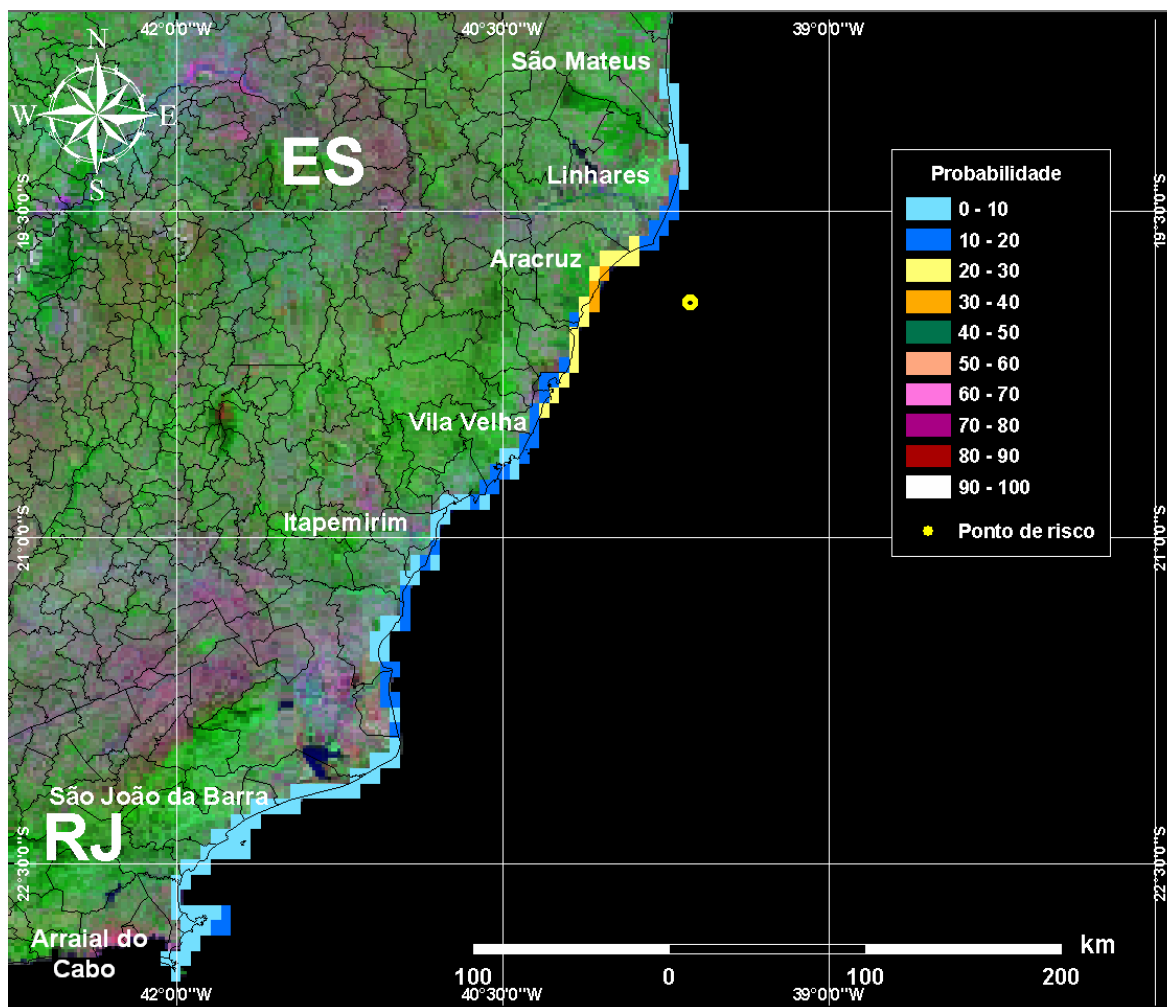 42°0'0"W
40°30'0"W
39°0'0"W
N
W
E
S
São Mateus
ES
Linhares
19°30'0"S
19°30'0"S
Aracruz
Vila Velha
Itapemirim
21°0'0"S
21°0'0"S
São João da Barra
RJ
22°30'0"S
22°30'0"S
Arraial do
Cabo
Probabilidade
0 - 10
10 - 20
20 - 30
30 - 40
40 - 50
50 - 60
60 - 70
70 - 80
80 - 90
90 - 100
Ponto de risco
km
100
0
100
200
42°0'0"W
40°30'0"W
39°0'0"W